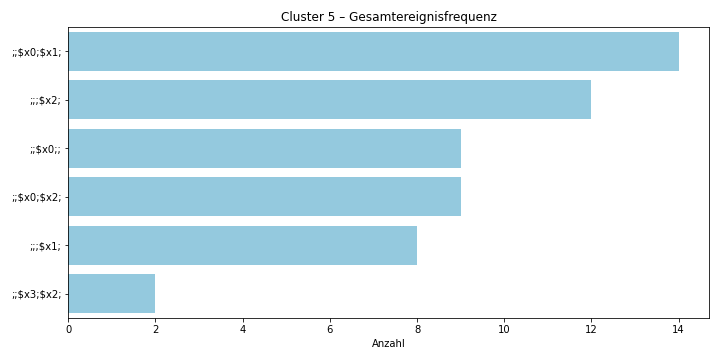 Cluster 5 – Gesamtereignisfrequenz
;;$x0;$x1;
;;;$x2;
;;$x0;;
;;$x0;$x2;
;;;$x1;
;;$x3;$x2;
0 2 4 6 8 10 12 14
Anzahl